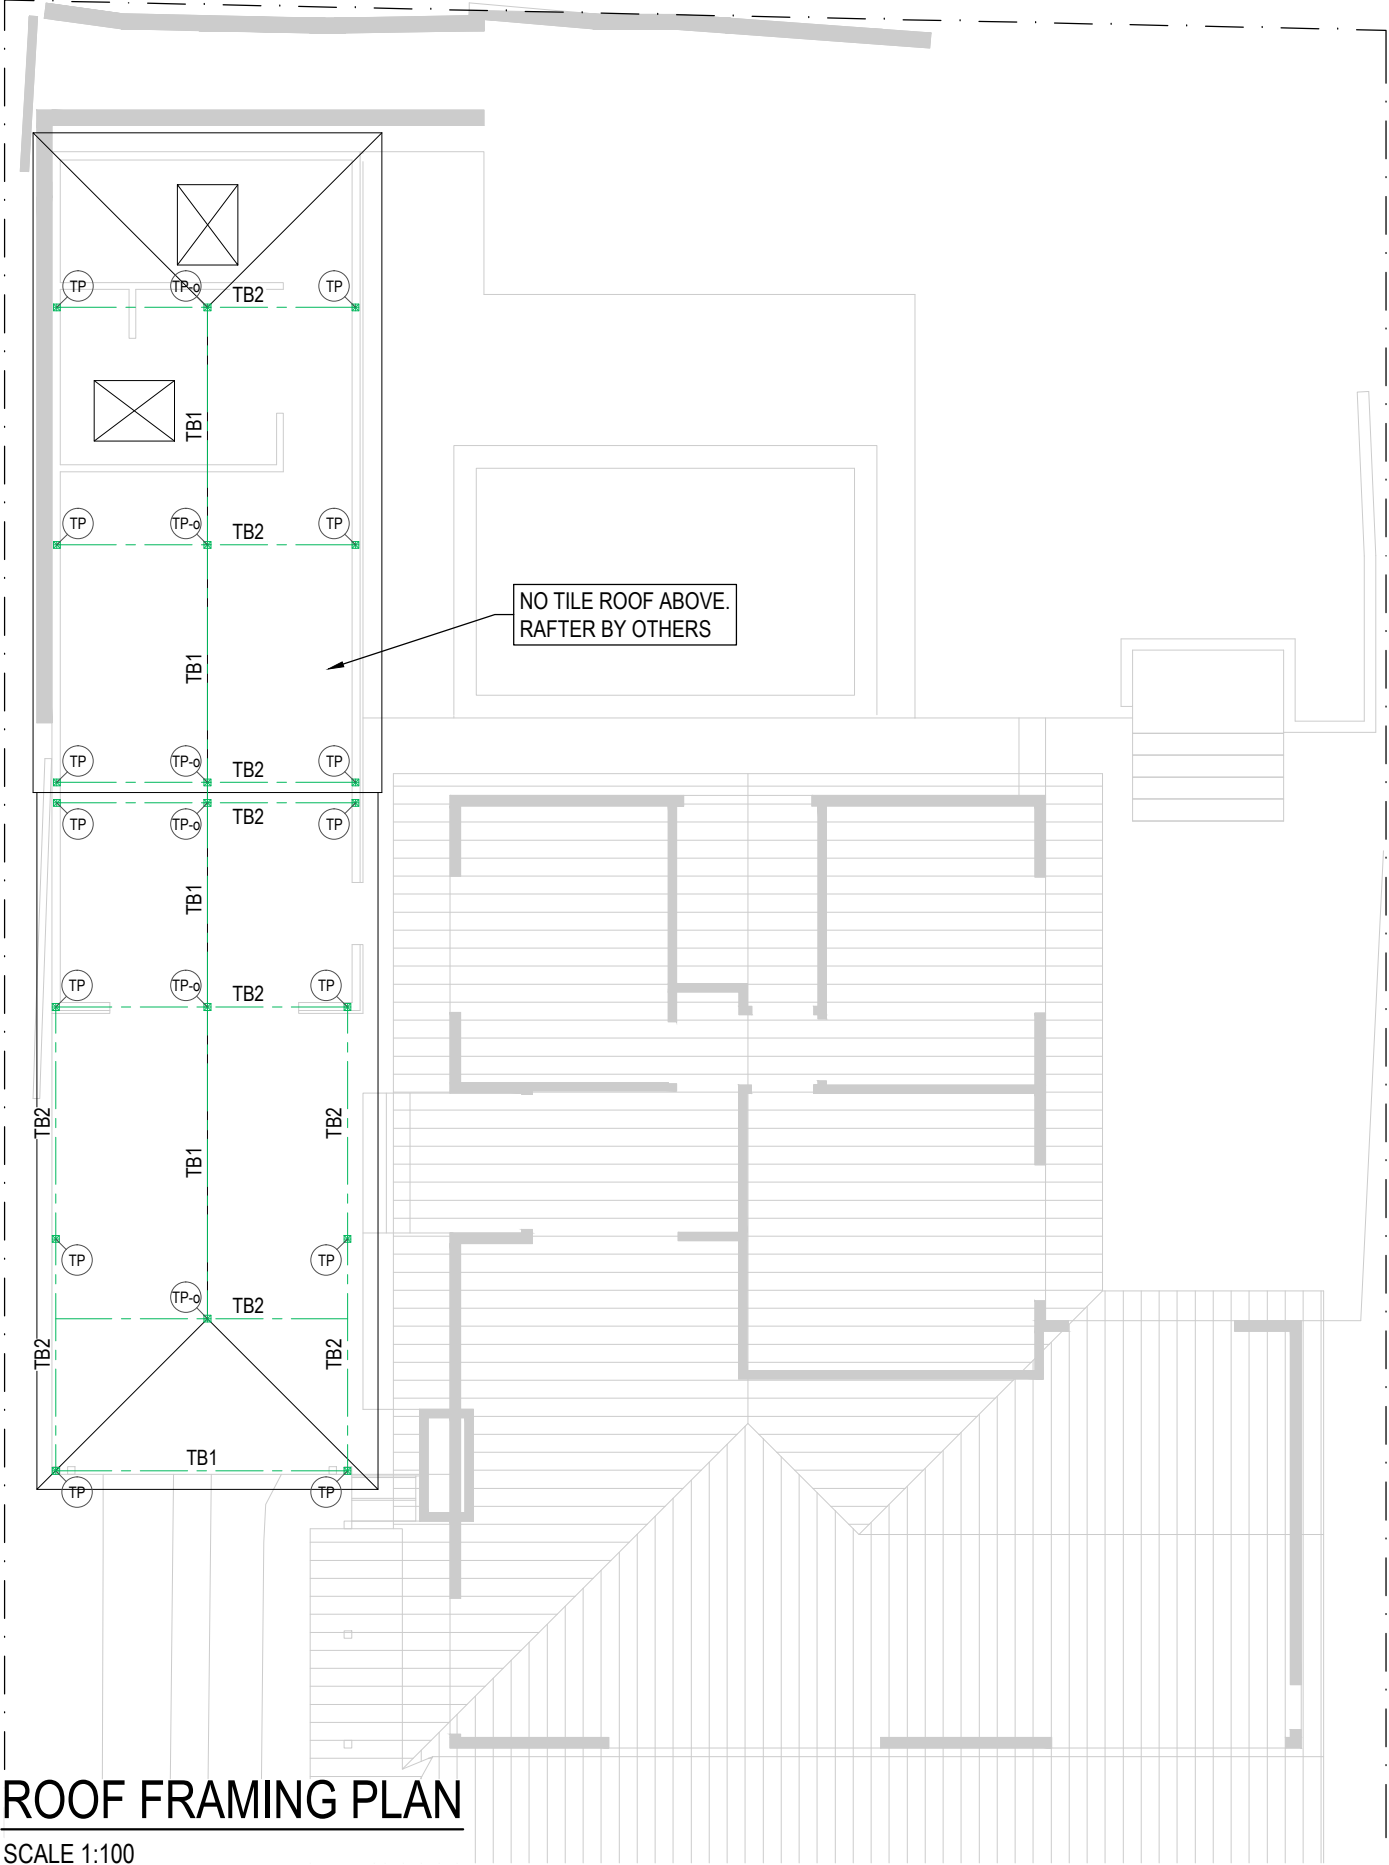 TP
TP-o
TB2
TP
TB1
TP
TP-o
TB2
TP
NO TILE ROOF ABOVE.
RAFTER BY OTHERS
TB1
TP
TP-o
TB2
TP
TP
TP-o
TB2
TP
TB1
TP
TP-o
TB2
TP
TB2
TB1
TB2
TP
TP
TP-o
TB2
TB2
TB2
TB1
TP
TP
ROOF FRAMING PLAN
SCALE 1:100